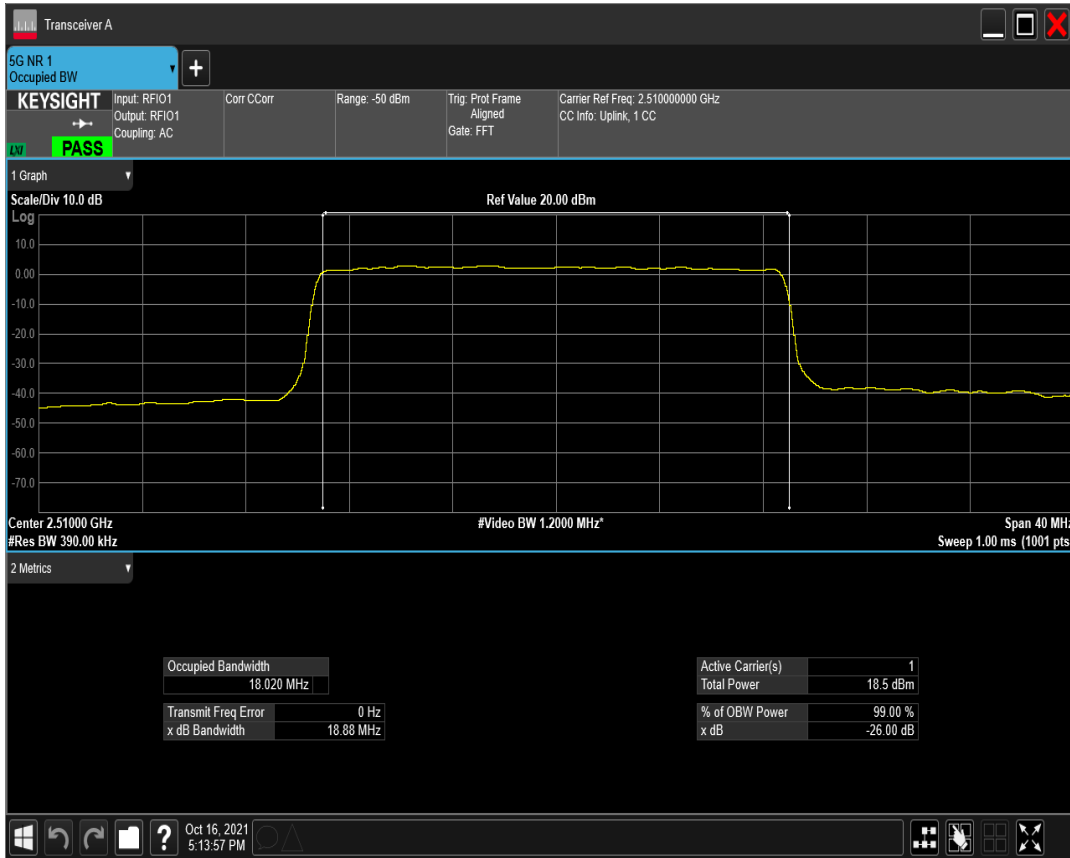 Transceiver A
5G NR 1
Occupied BW
KEYSIGHT
LXI
PASS
Input: RFIO1
Output: RFIO1
Coupling: AC
Corr CCorr
Range: -50 dBm
Trig: Prot Frame
Aligned
Gate: FFT
Carrier Ref Freq: 2.510000000 GHz
CC Info: Uplink, 1 CC
1 Graph
Scale/Div 10.0 dB
Ref Value 20.00 dBm
Log
10.0
0.00
-10.0
-20.0
-30.0
-40.0
-50.0
-60.0
-70.0
Center 2.51000 GHz
#Video BW 1.2000 MHz*
Span 40 MHz
#Res BW 390.00 kHz
Sweep 1.00 ms (1001 pts
2 Metrics
Occupied Bandwidth
18.020 MHz
Transmit Freq Error 0 Hz
x dB Bandwidth 18.88 MHz
Active Carrier(s) 1
Total Power 18.5 dBm
% of OBW Power 99.00 %
x dB -26.00 dB
?
Oct 16, 2021
5:13:57 PM